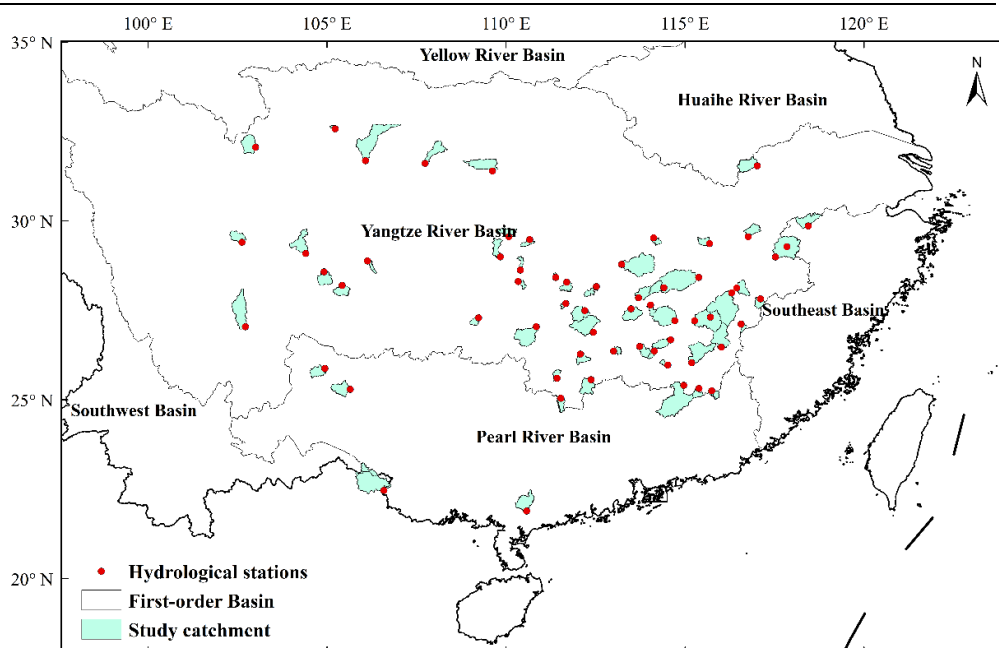 100° E 105° E 110° E 115° E 120° E
35° N
Yellow River Basin
N
Huaihe River Basin
30° N
Yangtze River Basin
Southeast Basin
25° N
Southwest Basin
Pearl River Basin
20° N
Hydrological stations
First-order Basin
Study catchment